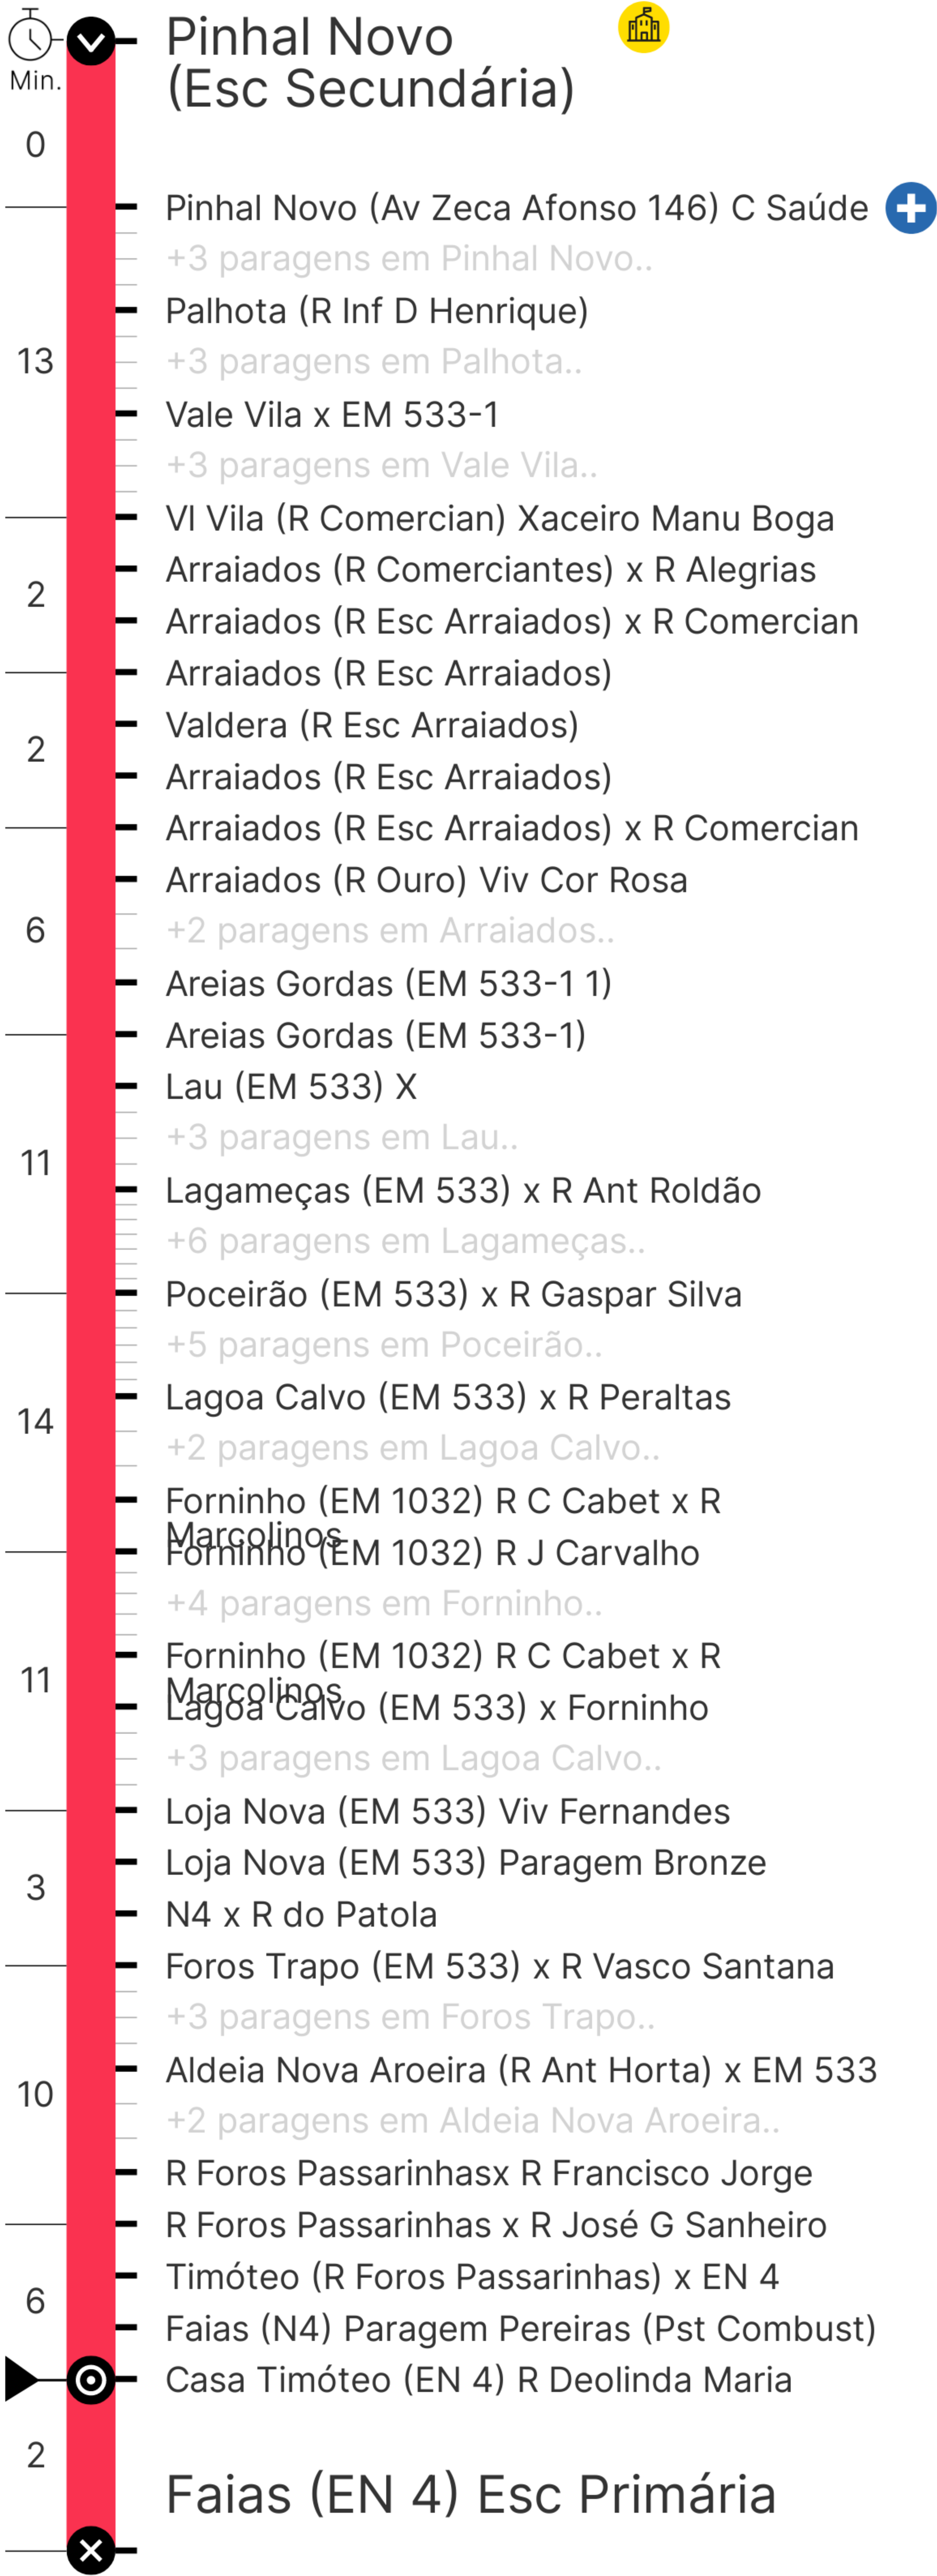 Pinhal Novo
(Esc Secundária)
Min.
0
Pinhal Novo (Av Zeca Afonso 146) C Saúde
+3 paragens em Pinhal Novo..
Palhota (R Inf D Henrique)
13
+3 paragens em Palhota..
Vale Vila x EM 533-1
+3 paragens em Vale Vila..
Vl Vila (R Comercian) Xaceiro Manu Boga
Arraiados (R Comerciantes) x R Alegrias
2
Arraiados (R Esc Arraiados) x R Comercian
Arraiados (R Esc Arraiados)
Valdera (R Esc Arraiados)
2
Arraiados (R Esc Arraiados)
Arraiados (R Esc Arraiados) x R Comercian
Arraiados (R Ouro) Viv Cor Rosa
6
+2 paragens em Arraiados..
Areias Gordas (EM 533-1 1)
Areias Gordas (EM 533-1)
Lau (EM 533) X
+3 paragens em Lau..
11
Lagameças (EM 533) x R Ant Roldão
+6 paragens em Lagameças..
Poceirão (EM 533) x R Gaspar Silva
+5 paragens em Poceirão..
Lagoa Calvo (EM 533) x R Peraltas
14
+2 paragens em Lagoa Calvo..
Forninho (EM 1032) R C Cabet x R
Marcolinos
Forninho (EM 1032) R J Carvalho
+4 paragens em Forninho..
Forninho (EM 1032) R C Cabet x R
11
Marcolinos
Lagoa Calvo (EM 533) x Forninho
+3 paragens em Lagoa Calvo..
Loja Nova (EM 533) Viv Fernandes
Loja Nova (EM 533) Paragem Bronze
3
N4 x R do Patola
Foros Trapo (EM 533) x R Vasco Santana
+3 paragens em Foros Trapo..
Aldeia Nova Aroeira (R Ant Horta) x EM 533
10
+2 paragens em Aldeia Nova Aroeira..
R Foros Passarinhasx R Francisco Jorge
R Foros Passarinhas x R José G Sanheiro
Timóteo (R Foros Passarinhas) x EN 4
6
Faias (N4) Paragem Pereiras (Pst Combust)
Casa Timóteo (EN 4) R Deolinda Maria
2
Faias (EN 4) Esc Primária